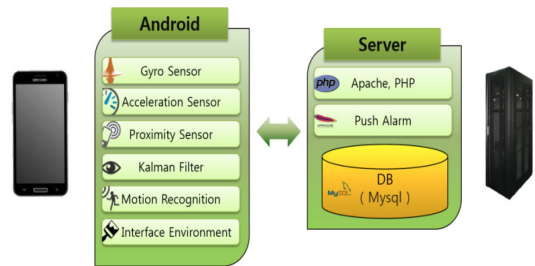 Android
Gyro Sensor
Acceleration Sensor
Proximity Sensor
Kalman Filter
Motion Recognition
Interface Environment
Server
php
Apache, PHP
Push Alarm
DB
MySQL
( Mysql )